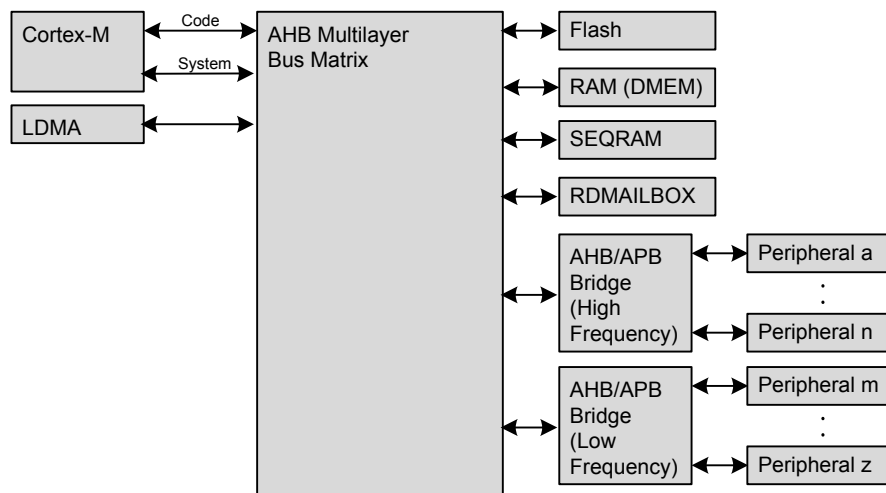 Cortex-M
Code
System
LDMA
AHB Multilayer
Bus Matrix
Flash
RAM (DMEM)
SEQRAM
RDMAILBOX
AHB/APB
Bridge
(High
Frequency)
Peripheral a
:
Peripheral n
AHB/APB
Bridge
(Low
Frequency)
Peripheral m
:
Peripheral z